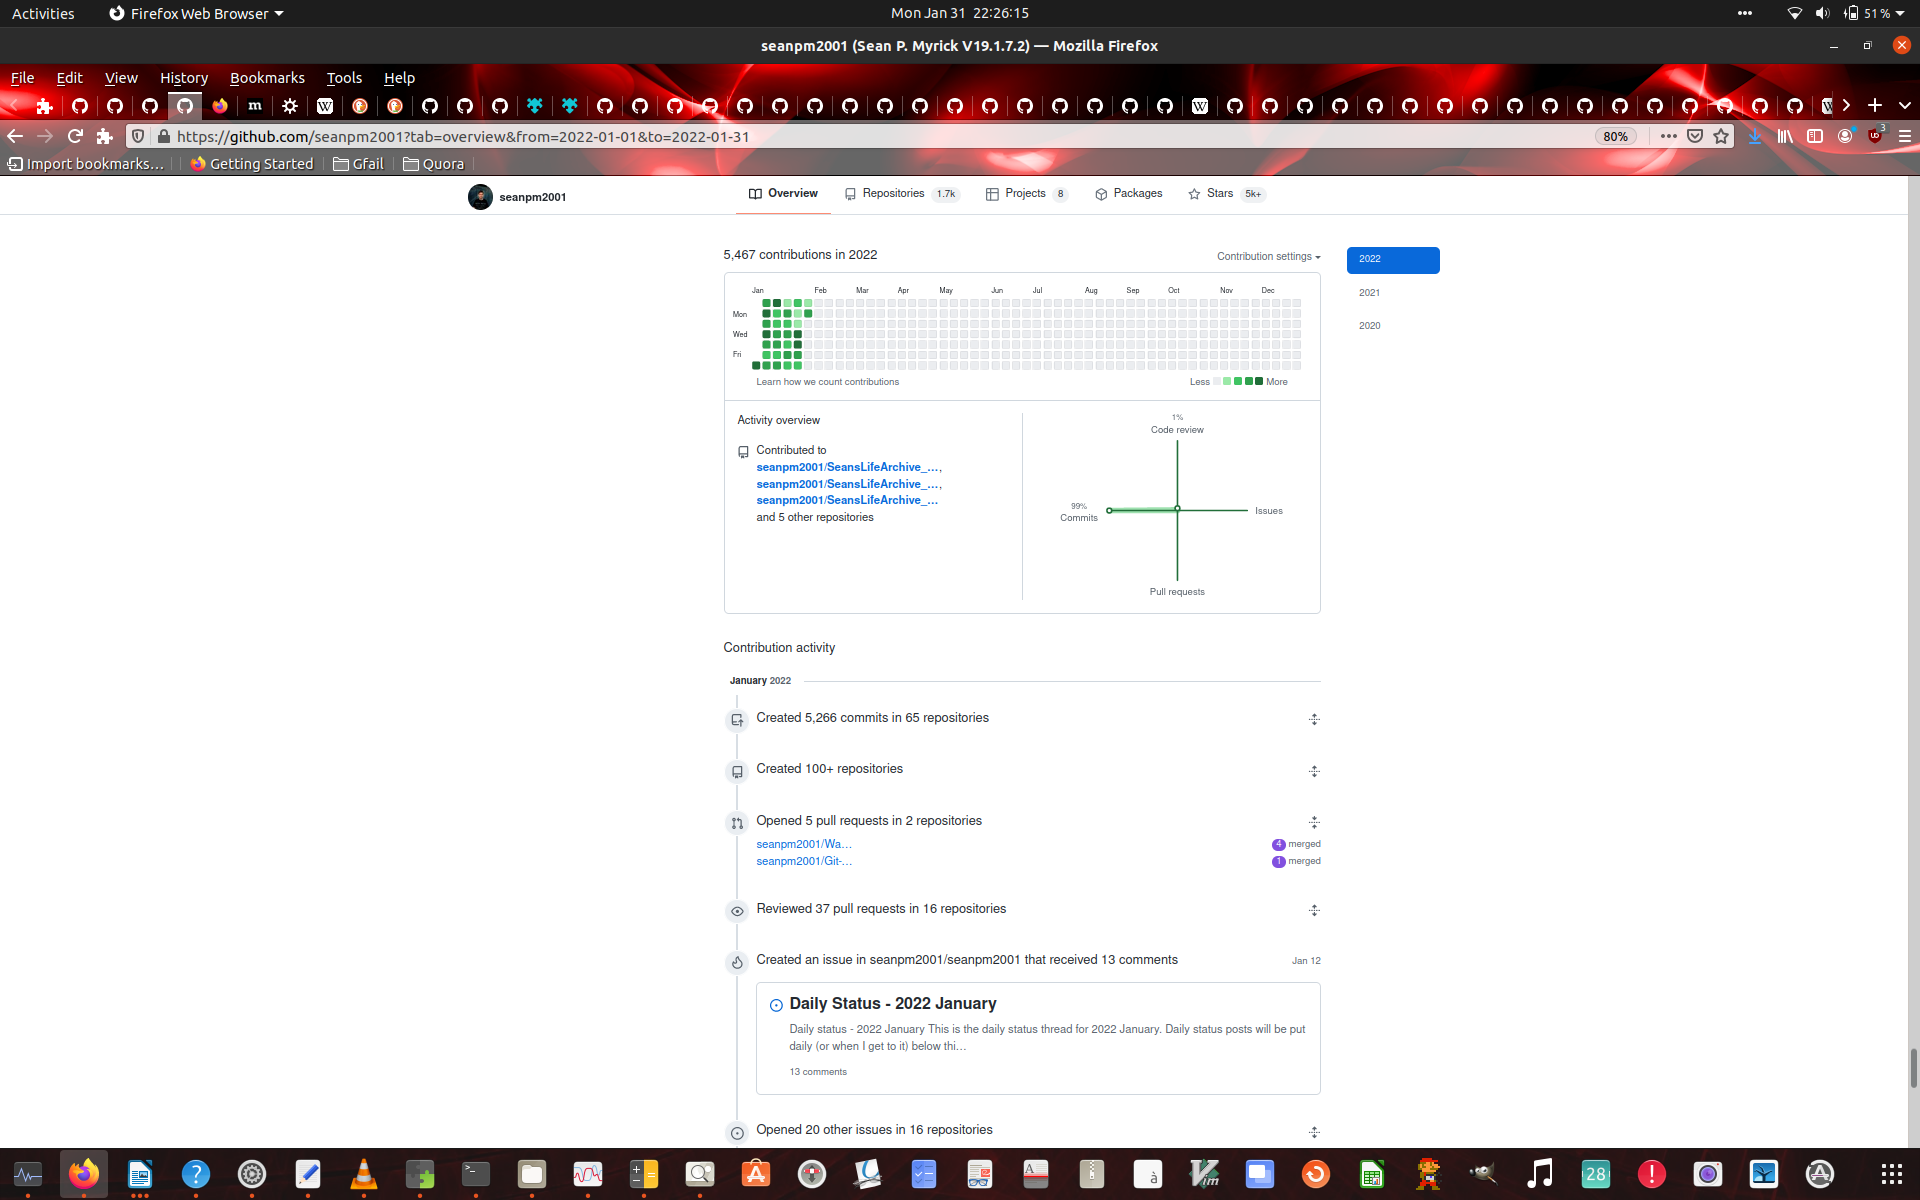 Activities Firefox Web Browser Mon Jan 31 22:26:15 51 %
seanpm2001 (Sean P. Myrick V19.1.7.2) — Mozilla Firefox
File Edit View History Bookmarks Tools Help
https://github.com/seanpm2001?tab=overview&from=2022-01-01&to=2022-01-31 80% 3
Import bookmarks... Getting Started Gfail Quora
seanpm2001 Overview Repositories 1.7k Projects 8 Packages Stars 5k+
5,467 contributions in 2022 Contribution settings 2022
Jan Feb Mar Apr May Jun Jul Aug Sep Oct Nov Dec
2021
Mon
2020
Wed
Fri
Learn how we count contributions Less More
Activity overview
1%
Code review
Contributed to
seanpm2001/SeansLifeArchive_...,
seanpm2001/SeansLifeArchive_...,
seanpm2001/SeansLifeArchive_...
and 5 other repositories
99%
Commits
Issues
Pull requests
Contribution activity
January 2022
Created 5,266 commits in 65 repositories
Created 100+ repositories
Opened 5 pull requests in 2 repositories
seanpm2001/Wa... 4 merged
seanpm2001/Git-... 1 merged
Reviewed 37 pull requests in 16 repositories
Created an issue in seanpm2001/seanpm2001 that received 13 comments Jan 12
Daily Status - 2022 January
Daily status - 2022 January This is the daily status thread for 2022 January. Daily status posts will be put
daily (or when I get to it) below thi...
13 comments
Opened 20 other issues in 16 repositories
28